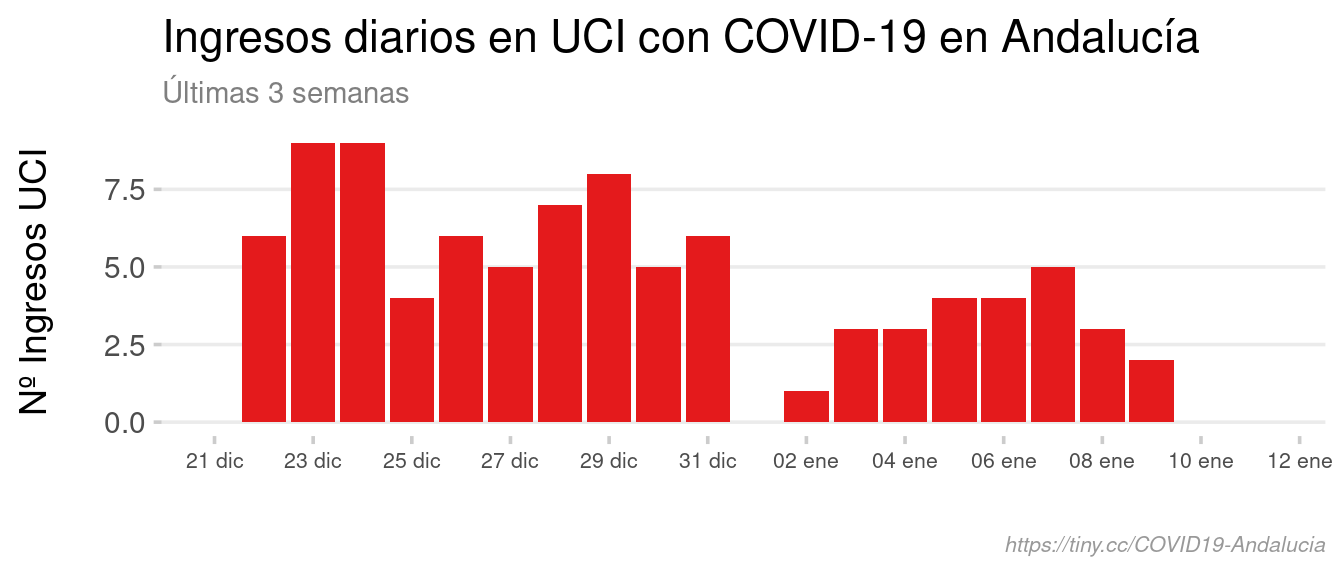 Ingresos diarios en UCI con COVID-19 en Andalucía
Últimas 3 semanas
Nº Ingresos UCI
7.5
5.0
2.5
0.0
21 dic 23 dic 25 dic 27 dic 29 dic 31 dic 02 ene 04 ene 06 ene 08 ene 10 ene 12 ene
https://tiny.cc/COVID19-Andalucia